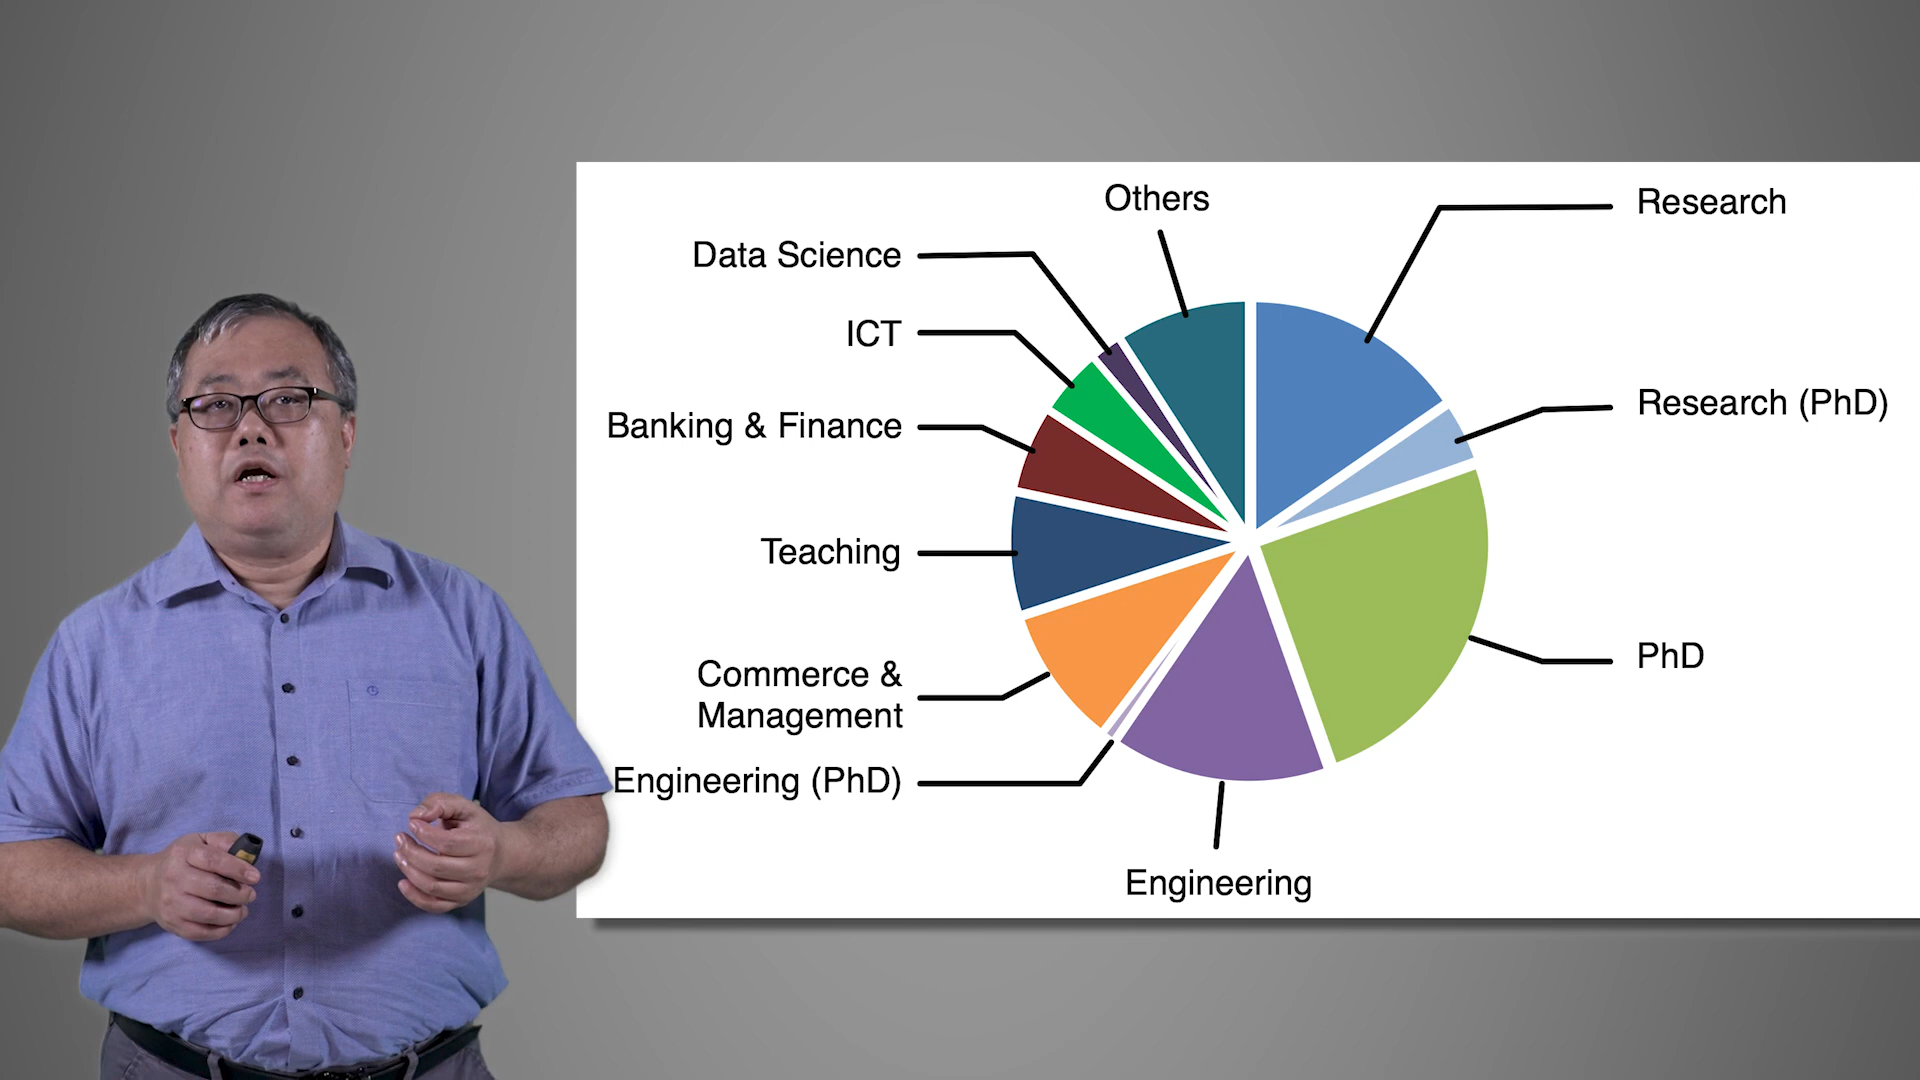 Others
Research
Data Science
ICT
Research (PhD)
Banking & Finance
Teaching
PhD
Commerce &
Management
Engineering (PhD)
Engineering